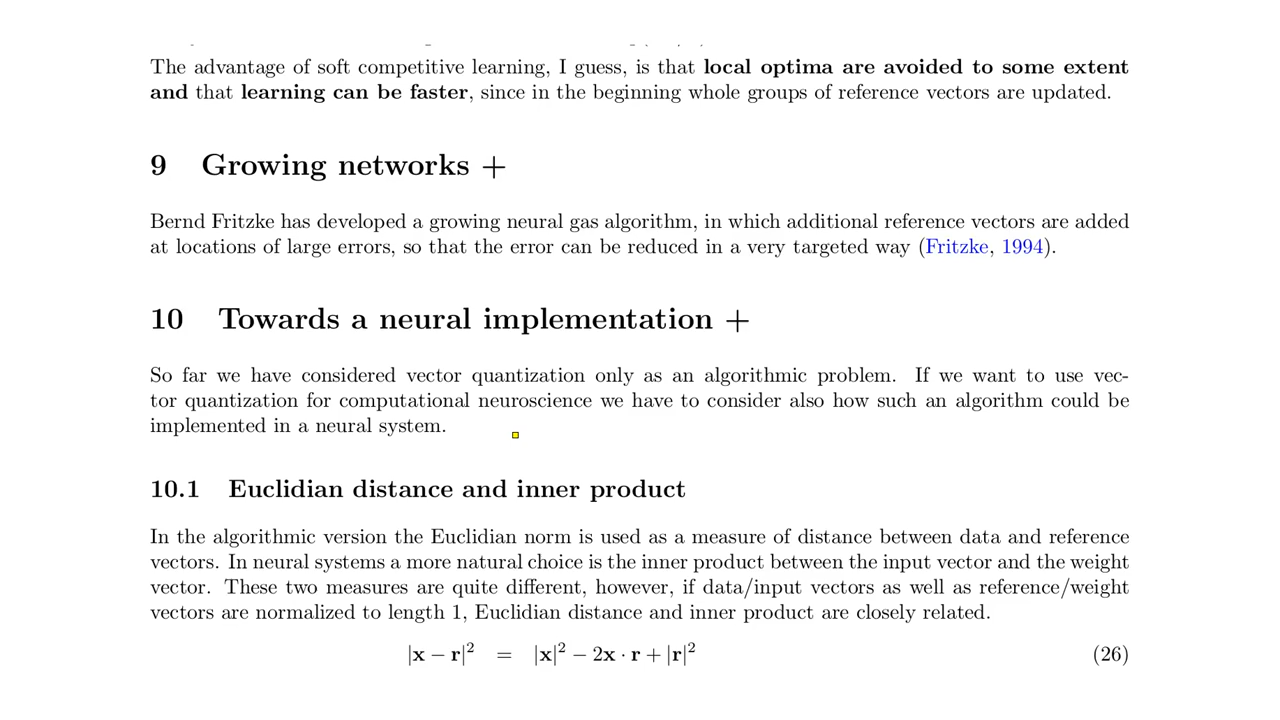 The advantage of soft competitive learning, I guess, is that local optima are avoided to some extent
and that learning can be faster, since in the beginning whole groups of reference vectors are updated.
9 Growing networks +
Bernd Fritzke has developed a growing neural gas algorithm, in which additional reference vectors are added
at locations of large errors, so that the error can be reduced in a very targeted way (Fritzke, 1994).
10 Towards a neural implementation +
So far we have considered vector quantization only as an algorithmic problem. If we want to use vec-
tor quantization for computational neuroscience we have to consider also how such an algorithm could be
implemented in a neural system.
10.1 Euclidian distance and inner product
In the algorithmic version the Euclidian norm is used as a measure of distance between data and reference
vectors. In neural systems a more natural choice is the inner product between the input vector and the weight
vector. These two measures are quite different, however, if data/input vectors as well as reference/weight
vectors are normalized to length 1, Euclidian distance and inner product are closely related.
|x − r|² = |x|² − 2x · r + |r|² (26)